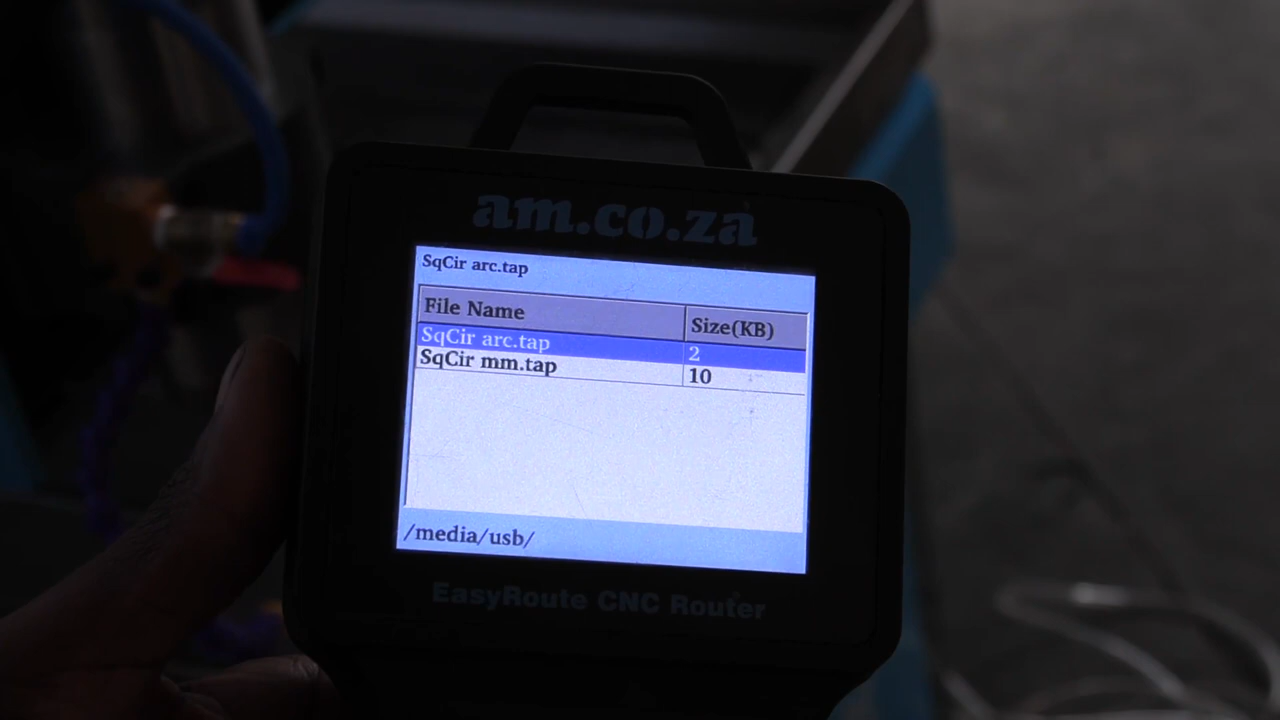 am.co.za
SqCir arc.tap
File Name Size(KB)
SqCir arc.tap 2
SqCir mm.tap 10
/media/usb/
EasyRoute CNC Router